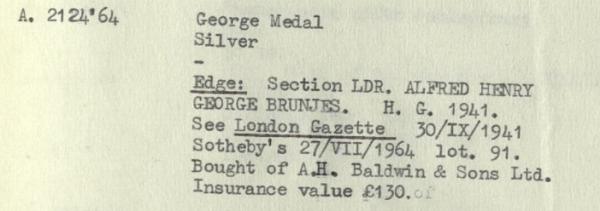 A. 2124'64 George Medal
Silver
-
Edge: Section LDR. ALFRED HENRY
GEORGE BRUNJES. H. G. 1941.
See London Gazette 30/IX/1941
Sotheby's 27/VII/1964 lot. 91.
Bought of A.H. Baldwin & Sons Ltd.
Insurance value £130.of